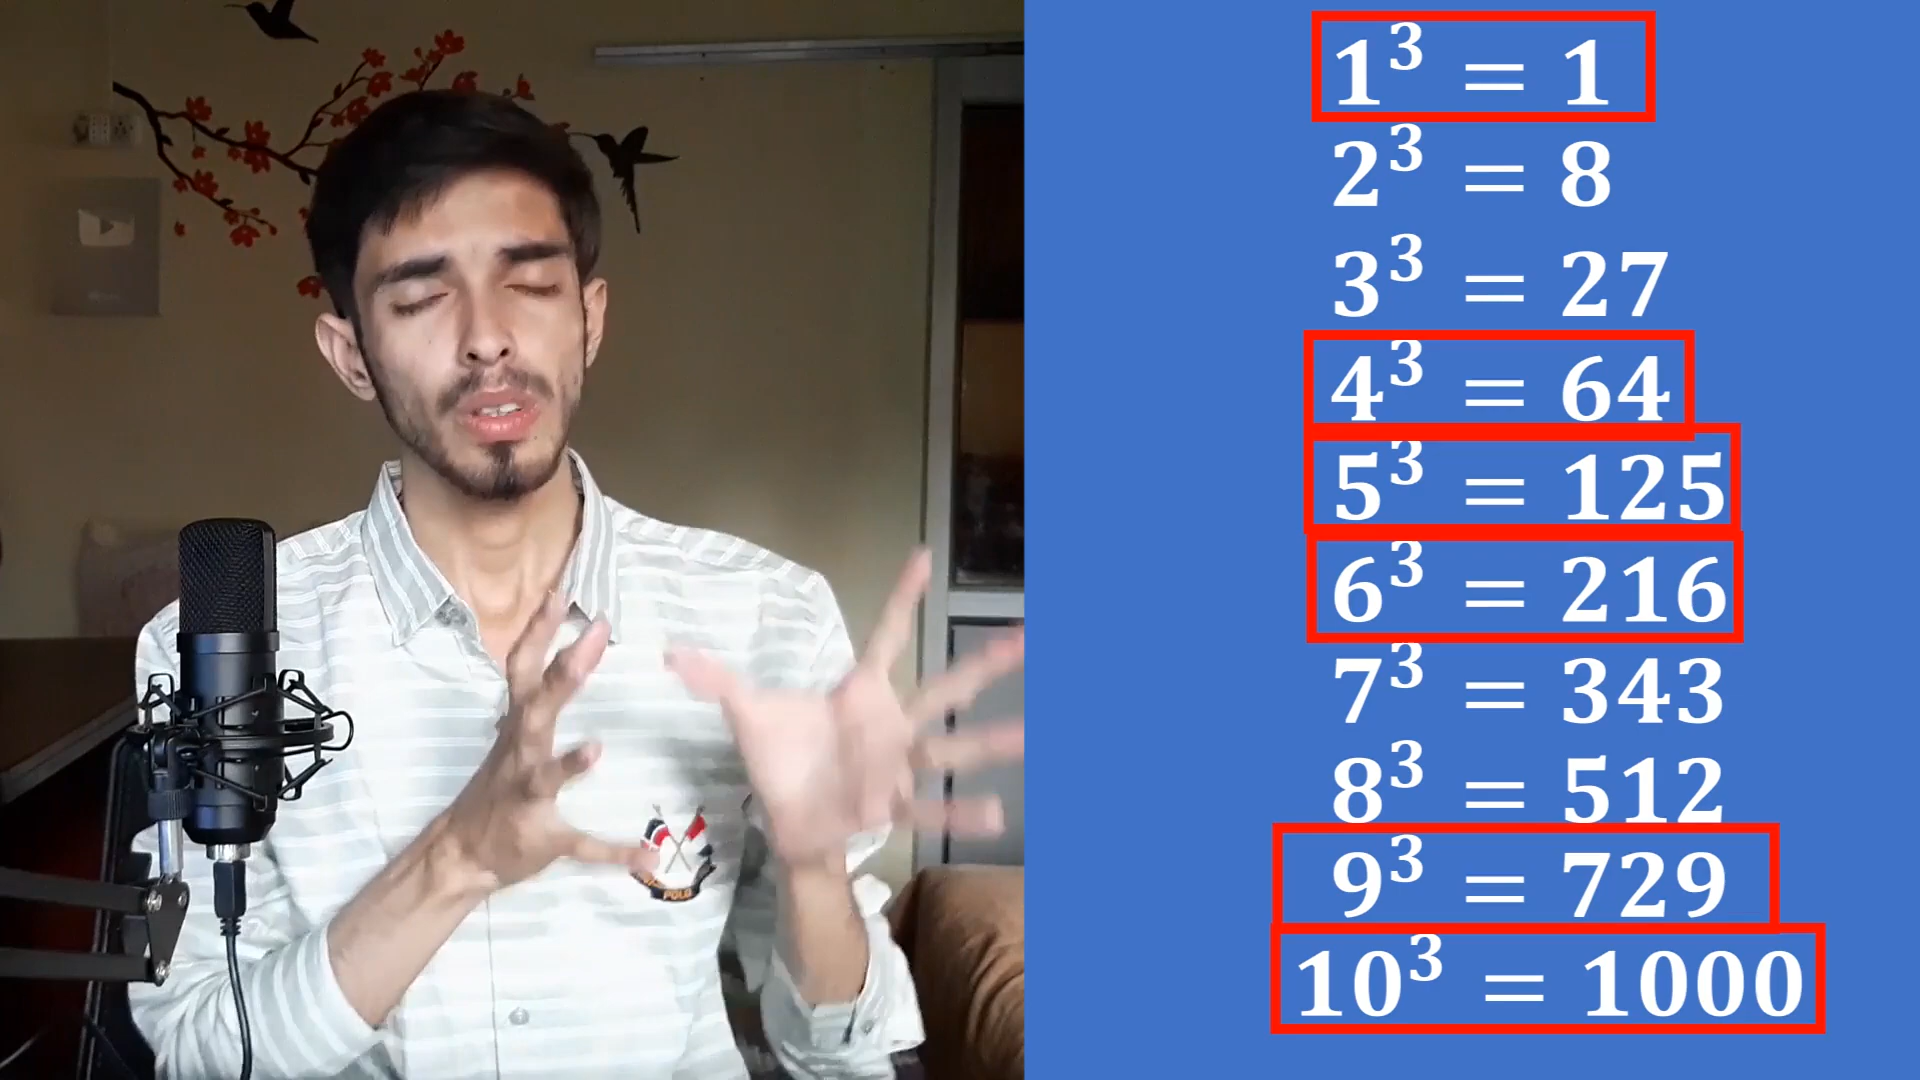 1³ = 1
2³ = 8
3³ = 27
4³ = 64
5³ = 125
6³ = 216
7³ = 343
8³ = 512
9³ = 729
10³ = 1000
POLO